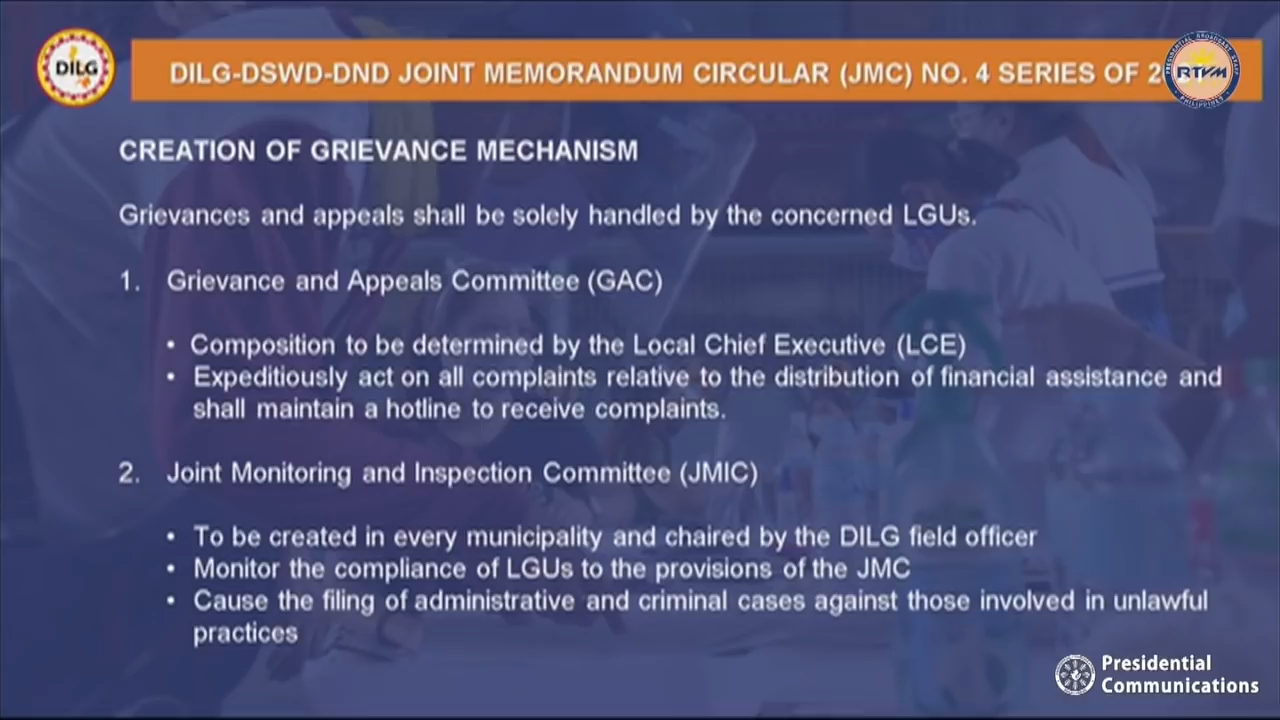 DILG
DILG-DSWD-DND JOINT MEMORANDUM CIRCULAR (JMC) NO. 4 SERIES OF 2
RTVM
CREATION OF GRIEVANCE MECHANISM
Grievances and appeals shall be solely handled by the concerned LGUs.
1. Grievance and Appeals Committee (GAC)
• Composition to be determined by the Local Chief Executive (LCE)
• Expeditiously act on all complaints relative to the distribution of financial assistance and
shall maintain a hotline to receive complaints.
2. Joint Monitoring and Inspection Committee (JMIC)
• To be created in every municipality and chaired by the DILG field officer
• Monitor the compliance of LGUs to the provisions of the JMC
• Cause the filing of administrative and criminal cases against those involved in unlawful
practices
Presidential
Communications